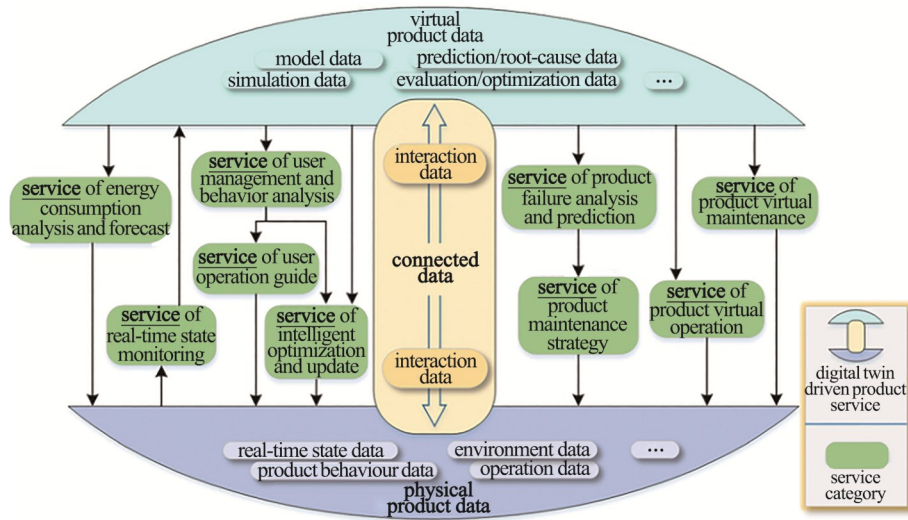 virtual
product data
model data
prediction/root-cause data
simulation data
evaluation/optimization data
...
interaction
data
service of energy
consumption
analysis and forecast
service of user
management and
behavior analysis
service of user
operation guide
service of
real-time state
monitoring
service of
intelligent
optimization
and update
connected
data
interaction
data
service of product
failure analysis
and prediction
service of
product
maintenance
strategy
service of
product virtual
maintenance
service of
product virtual
operation
real-time state data
environment data
...
product behaviour data
operation data
physical
product data
digital twin
driven product
service
service
category